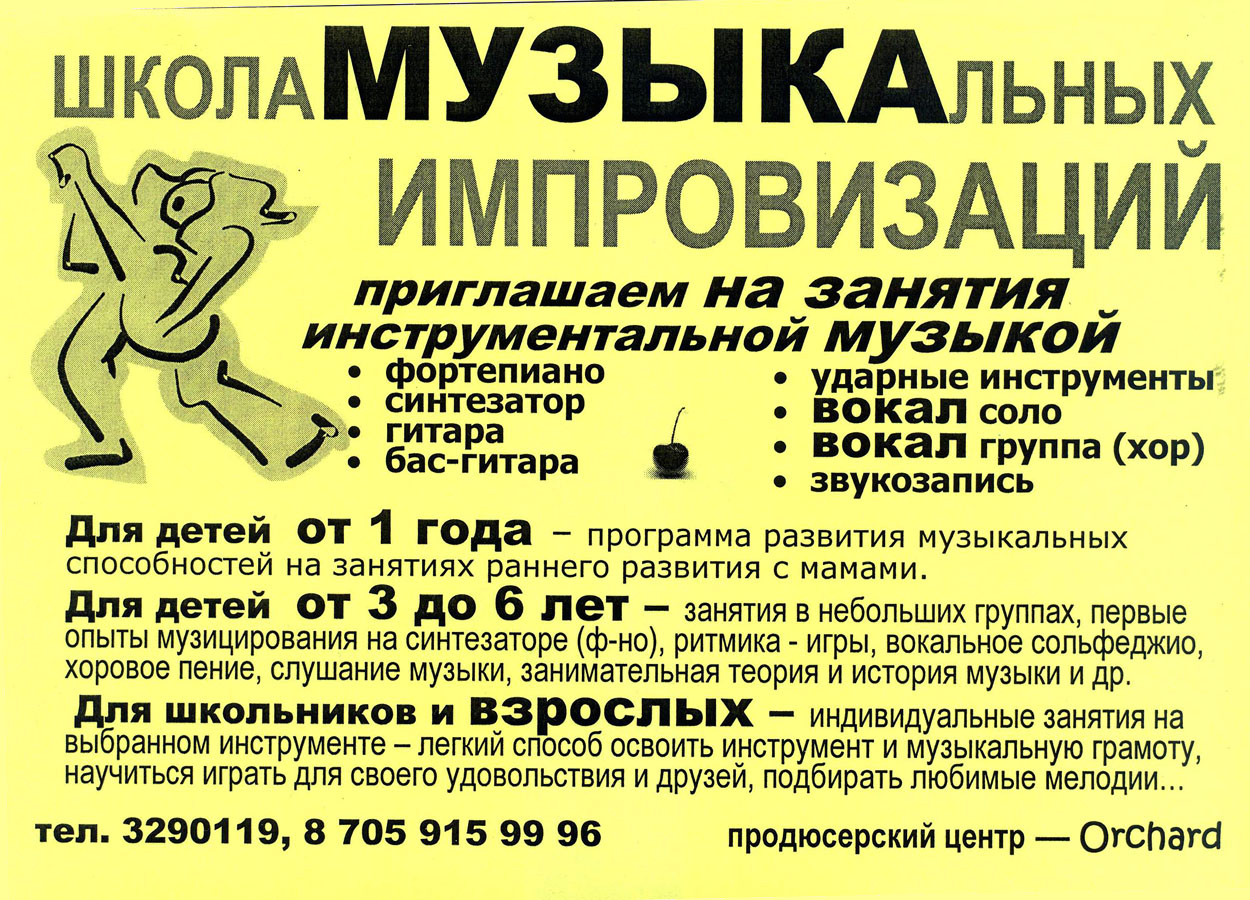 ШКОЛАМУЗЫКАЛЬНЫХ
ИМПРОВИЗАЦИЙ
приглашаем на занятия
инструментальной музыкой
• фортепиано
• синтезатор
• гитара
• бас-гитара
• ударные инструменты
• вокал соло
• вокал группа (хор)
• звукозапись
Для детей от 1 года – программа развития музыкальных
способностей на занятиях раннего развития с мамами.
Для детей от 3 до 6 лет – занятия в небольших группах, первые
опыты музицирования на синтезаторе (ф-но), ритмика - игры, вокальное сольфеджио,
хоровое пение, слушание музыки, занимательная теория и история музыки и др.
Для школьников и взрослых – индивидуальные занятия на
выбранном инструменте – легкий способ освоить инструмент и музыкальную грамоту,
научиться играть для своего удовольствия и друзей, подбирать любимые мелодии...
тел. 3290119, 8 705 915 99 96
продюсерский центр — Orchard